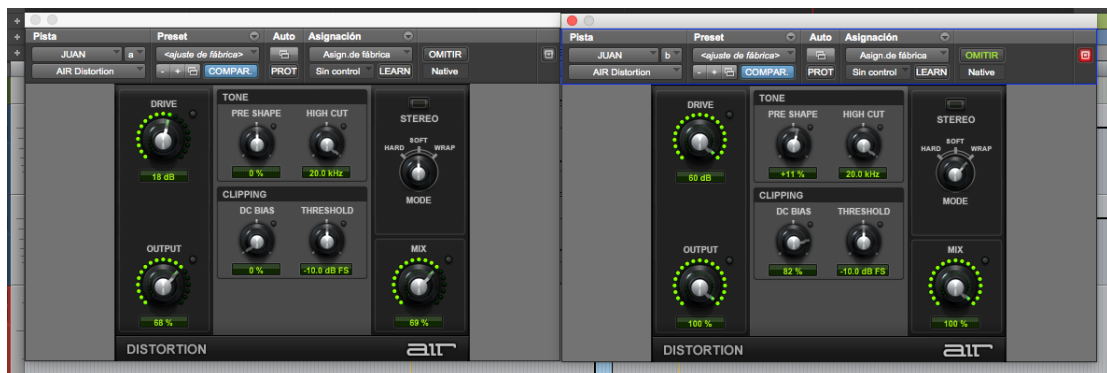 Pista Preset Auto Asignación
JUAN a <ajuste de fábrica> Asign.de fábrica OMITIR
AIR Distortion - + COMPAR. PROT Sin control LEARN Native
DRIVE
18 dB
OUTPUT
68 %
TONE
PRE SHAPE HIGH CUT
0 % 20.0 kHz
CLIPPING
DC BIAS THRESHOLD
0 % -10.0 dB FS
STEREO
HARD SOFT WRAP
MODE
MIX
69 %
DISTORTION air
Pista Preset Auto Asignación
JUAN b <ajuste de fábrica> Asign.de fábrica OMITIR
AIR Distortion - + COMPAR. PROT Sin control LEARN Native
DRIVE
60 dB
OUTPUT
100 %
TONE
PRE SHAPE HIGH CUT
+11 % 20.0 kHz
CLIPPING
DC BIAS THRESHOLD
82 % -10.0 dB FS
STEREO
HARD SOFT WRAP
MODE
MIX
100 %
DISTORTION air